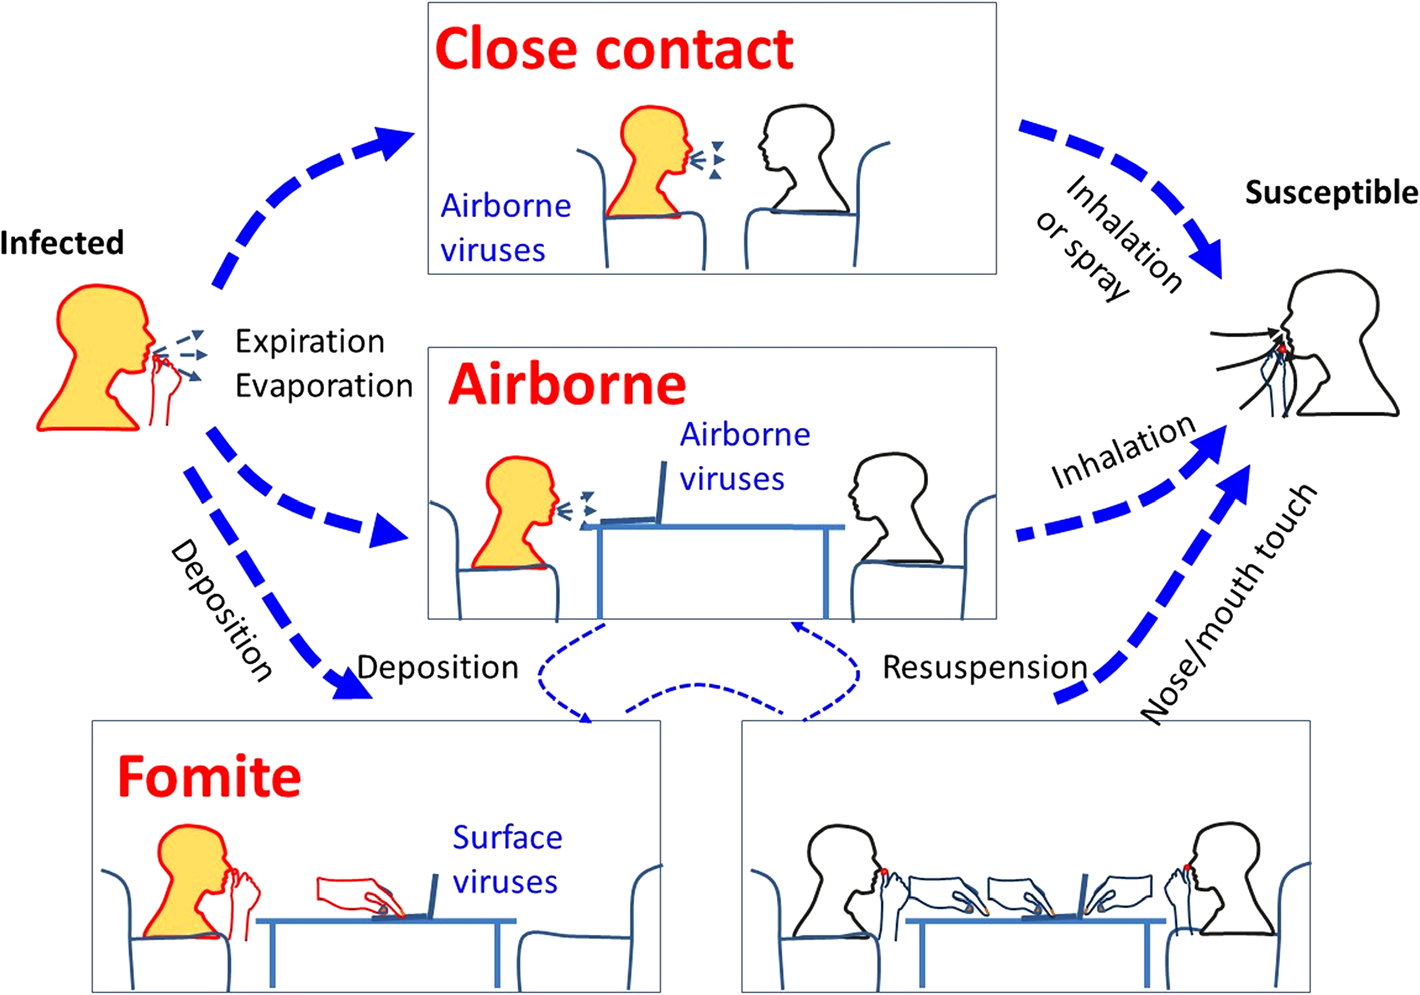 Close contact
Airborne
viruses
Infected
Expiration
Evaporation
Inhalation
or spray
Susceptible
Airborne
Airborne
viruses
Inhalation
Deposition
Deposition
Resuspension
Nose/mouth touch
Fomite
Surface
viruses